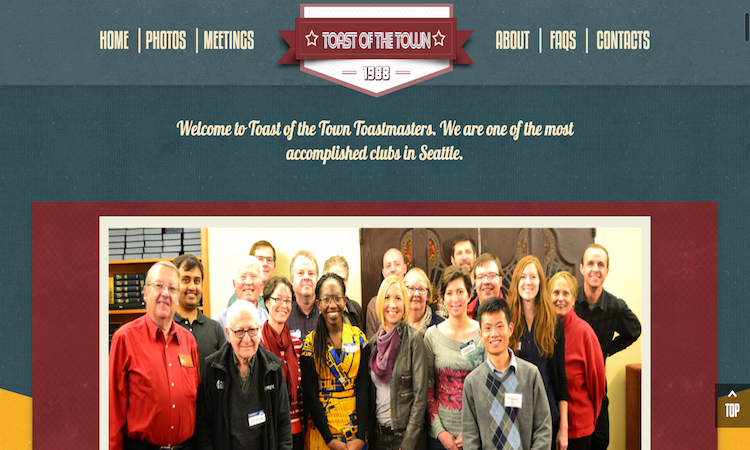 HOME PHOTOS MEETINGS
TOAST OF THE TOWN
1988
ABOUT FAQS CONTACTS
Welcome to Toast of the Town Toastmasters. We are one of the most
accomplished clubs in Seattle.
TOP